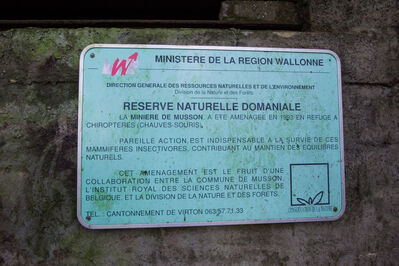 W
MINISTERE DE LA REGION WALLONNE
DIRECTION GENERALE DES RESSOURCES NATURELLES ET DE L'ENVIRONNEMENT
Division de la Nature et des Forêts
RESERVE NATURELLE DOMANIALE
LA MINIERE DE MUSSON, A ETE AMENAGEE EN 1993 EN REFUGE A
CHIROPTERES (CHAUVES-SOURIS).
PAREILLE ACTION EST INDISPENSABLE A LA SURVIE DE CES
MAMMIFERES INSECTIVORES, CONTRIBUANT AU MAINTIEN DES EQUILIBRES
NATURELS.
CET AMENAGEMENT EST LE FRUIT D'UNE
COLLABORATION ENTRE LA COMMUNE DE MUSSON,
L'INSTITUT ROYAL DES SCIENCES NATURELLES DE
BELGIQUE, ET LA DIVISION DE LA NATURE ET DES FORETS.
TEL : CANTONNEMENT DE VIRTON 063/57.71.33